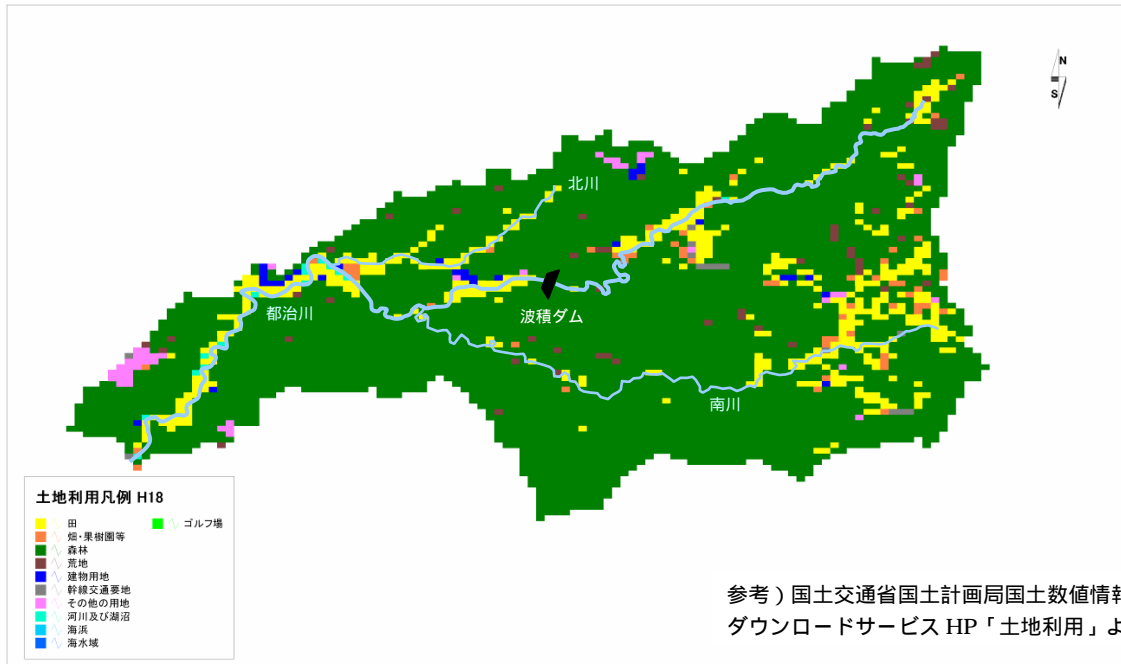 N
S
北川
都治川
波積ダム
南川
土地利用凡例 H18
田
ゴルフ場
畑・果樹園等
森林
荒地
建物用地
幹線交通要地
その他の用地
河川及び湖沼
海浜
海水域
参考）国土交通省国土計画局国土数値情報
ダウンロードサービス HP「土地利用」よ